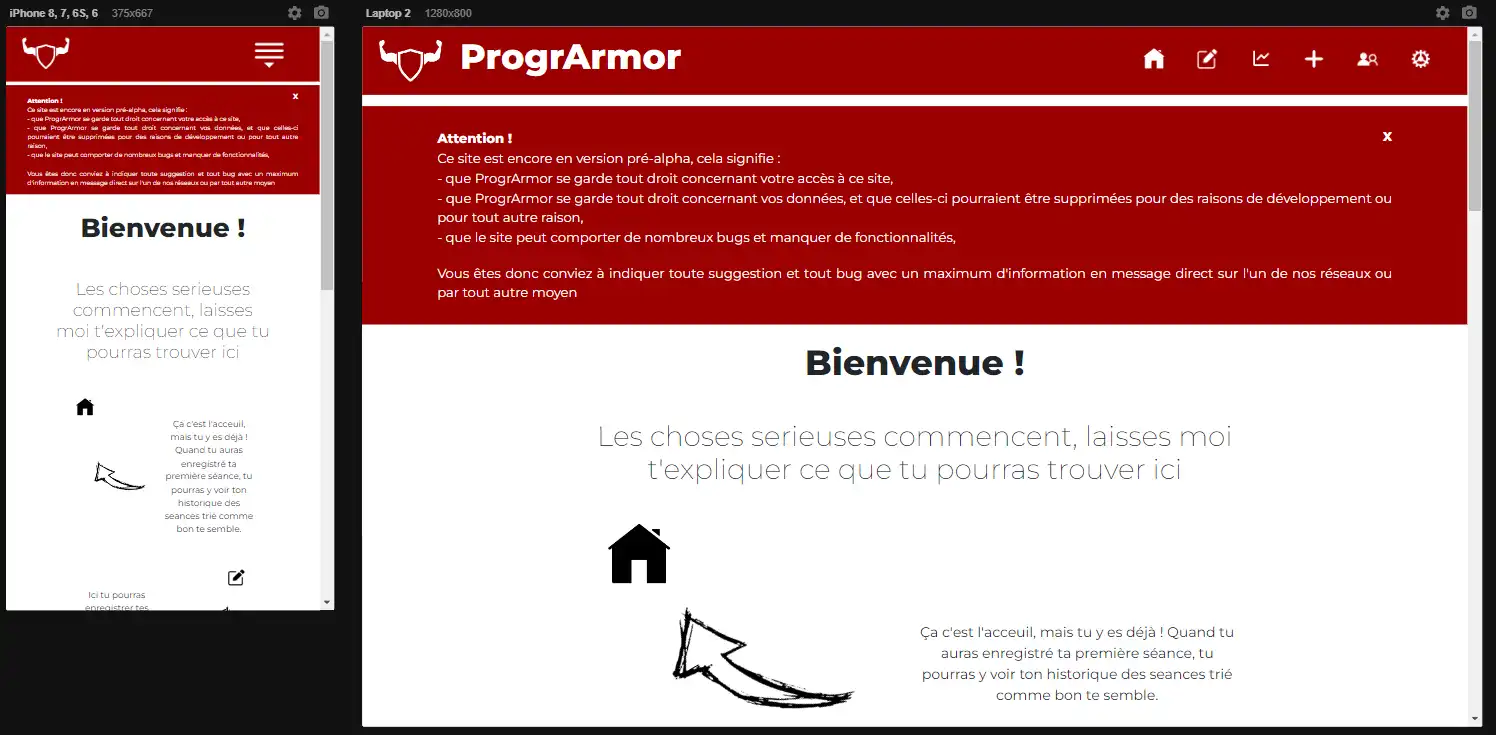 iPhone 8, 7, 6S, 6 375x667
x
Attention !
Ce site est encore en version pré-alpha, cela signifie :
- que ProgrArmor se garde tout droit concernant votre accès à ce site,
- que ProgrArmor se garde tout droit concernant vos données, et que celles-ci
pourraient être supprimées pour des raisons de développement ou pour tout autre
raison,
- que le site peut comporter de nombreux bugs et manquer de fonctionnalités,
Vous êtes donc conviez à indiquer toute suggestion et tout bug avec un maximum
d'information en message direct sur l'un de nos réseaux ou par tout autre moyen
Bienvenue !
Les choses serieuses
commencent, laisses
moi t'expliquer ce que tu
pourras trouver ici
Ça c'est l'acceuil,
mais tu y es déjà !
Quand tu auras
enregistré ta
première séance, tu
pourras y voir ton
historique des
seances trié comme
bon te semble.
Ici tu pourras
enregistrer tes
Laptop 2 1280x800
ProgrArmor
x
Attention !
Ce site est encore en version pré-alpha, cela signifie :
- que ProgrArmor se garde tout droit concernant votre accès à ce site,
- que ProgrArmor se garde tout droit concernant vos données, et que celles-ci pourraient être supprimées pour des raisons de développement ou
pour tout autre raison,
- que le site peut comporter de nombreux bugs et manquer de fonctionnalités,
Vous êtes donc conviez à indiquer toute suggestion et tout bug avec un maximum d'information en message direct sur l'un de nos réseaux ou
par tout autre moyen
Bienvenue !
Les choses serieuses commencent, laisses moi
t'expliquer ce que tu pourras trouver ici
Ça c'est l'acceuil, mais tu y es déjà ! Quand tu
auras enregistré ta première séance, tu
pourras y voir ton historique des seances trié
comme bon te semble.